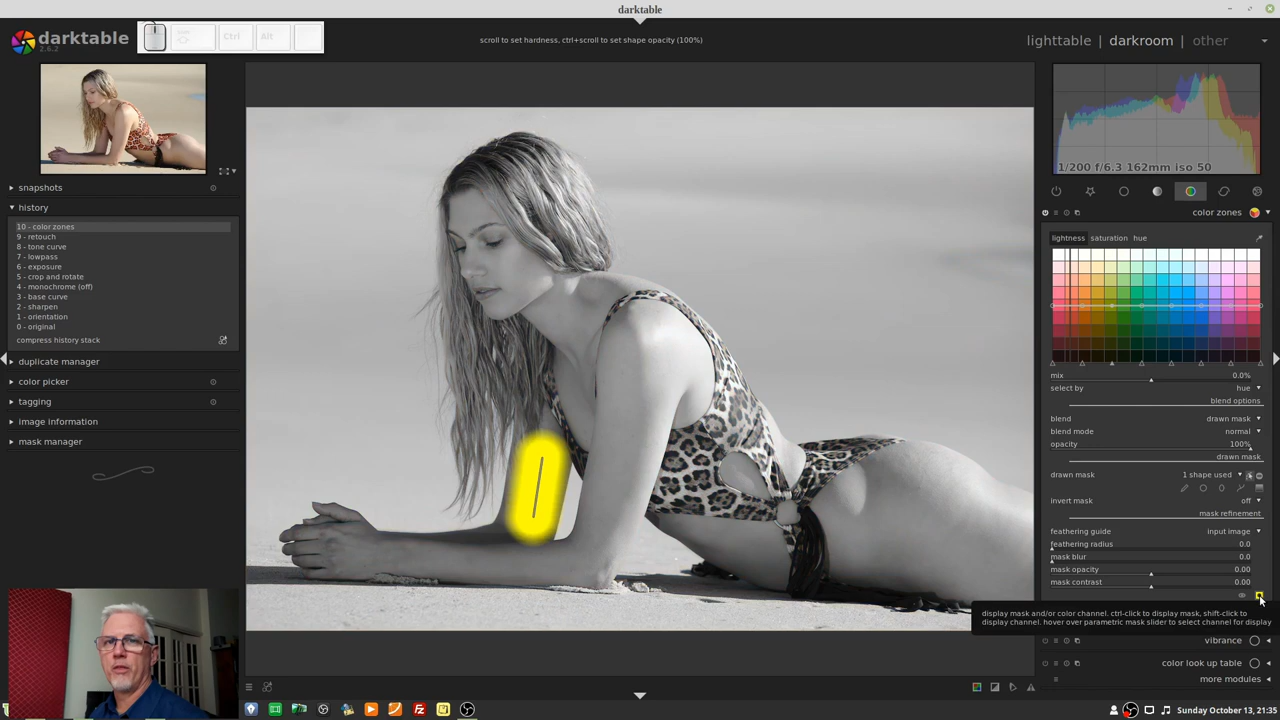 darktable
darktable
2.6.2
Ctrl
Alt
scroll to set hardness, ctrl+scroll to set shape opacity (100%)
lighttable | darkroom | other
1/200 f/6.3 162mm iso 50
snapshots
history
10 - color zones
9 - retouch
8 - tone curve
7 - lowpass
6 - exposure
5 - crop and rotate
4 - monochrome (off)
3 - base curve
2 - sharpen
1 - orientation
0 - original
compress history stack
duplicate manager
color picker
tagging
image information
mask manager
color zones
lightness saturation hue
mix 0.0%
select by hue
blend options
blend drawn mask
blend mode normal
opacity 100%
drawn mask
drawn mask 1 shape used
invert mask off
mask refinement
feathering guide input image
feathering radius 0.0
mask blur 0.0
mask opacity 0.00
mask contrast 0.00
display mask and/or color channel. ctrl-click to display mask, shift-click to
display channel. hover over parametric mask slider to select channel for display
vibrance
color look up table
more modules
Sunday October 13, 21:35